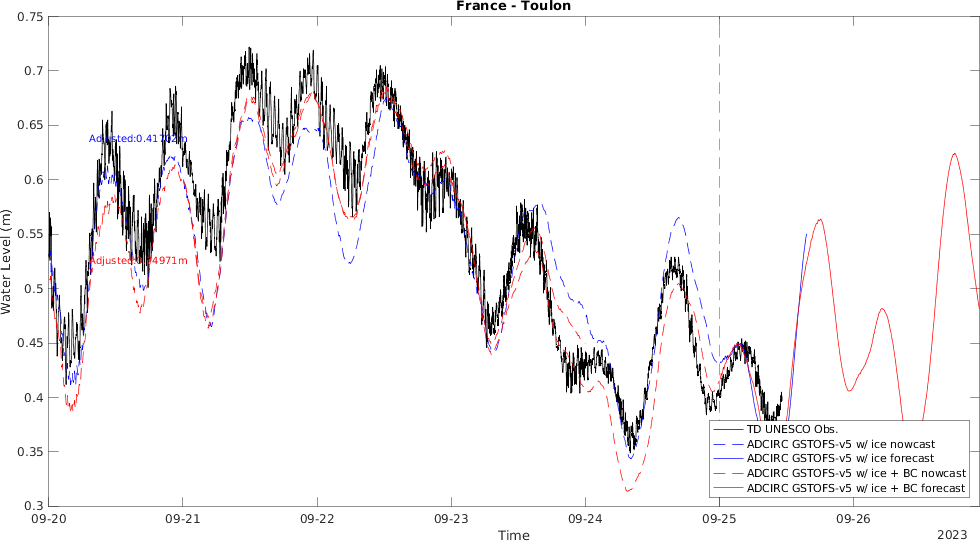 France - Toulon
0.75
0.7
0.65
0.6
0.55
0.5
0.45
0.4
0.35
0.3
Water Level (m)
Adjusted:0.41702m
09-20
09-21
09-22
09-23
09-24
09-25
09-26
Time
2023
TD UNESCO Obs.
ADCIRC GSTOFS-v5 w/ ice nowcast
ADCIRC GSTOFS-v5 w/ ice forecast
ADCIRC GSTOFS-v5 w/ ice + BC nowcast
ADCIRC GSTOFS-v5 w/ ice + BC forecast